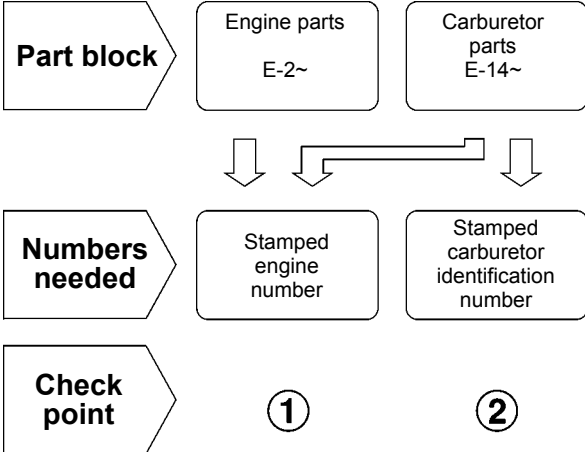 Part block
Engine parts
E-2~
Carburetor
parts
E-14~
Numbers
needed
Stamped
engine
number
Stamped
carburetor
identification
number
Check
point
①
②